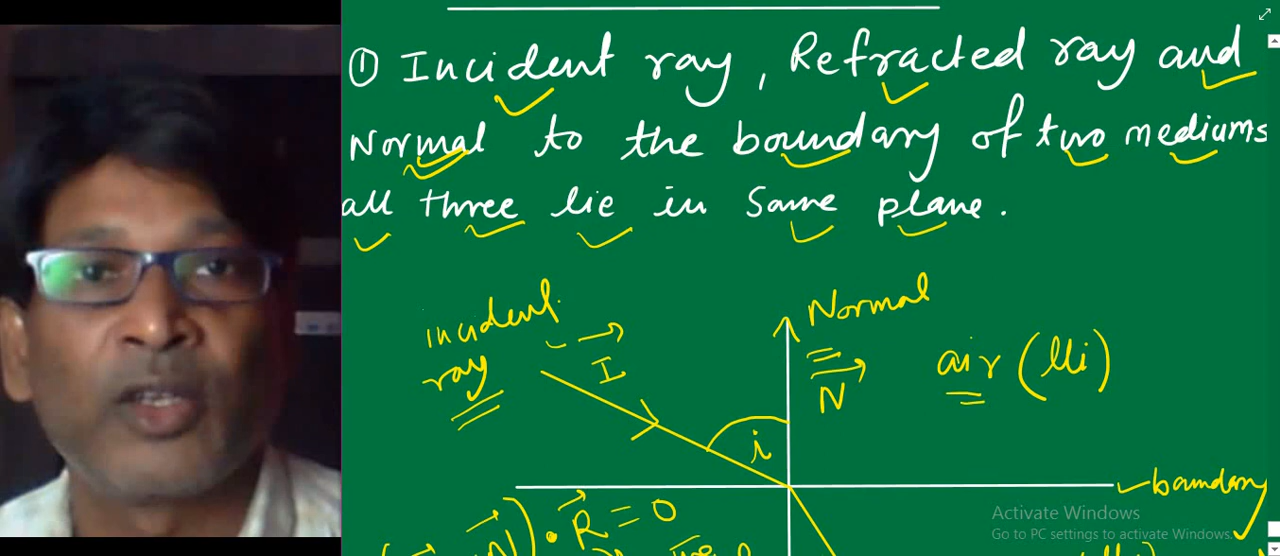 ① Incident ray, Refracted ray and
Normal to the boundary of two mediums
all three lie in same plane.
incident
ray
I
Normal
N
air (μi)
i
boundary
N) · R = 0
Activate Windows
Go to PC settings to activate Windows.